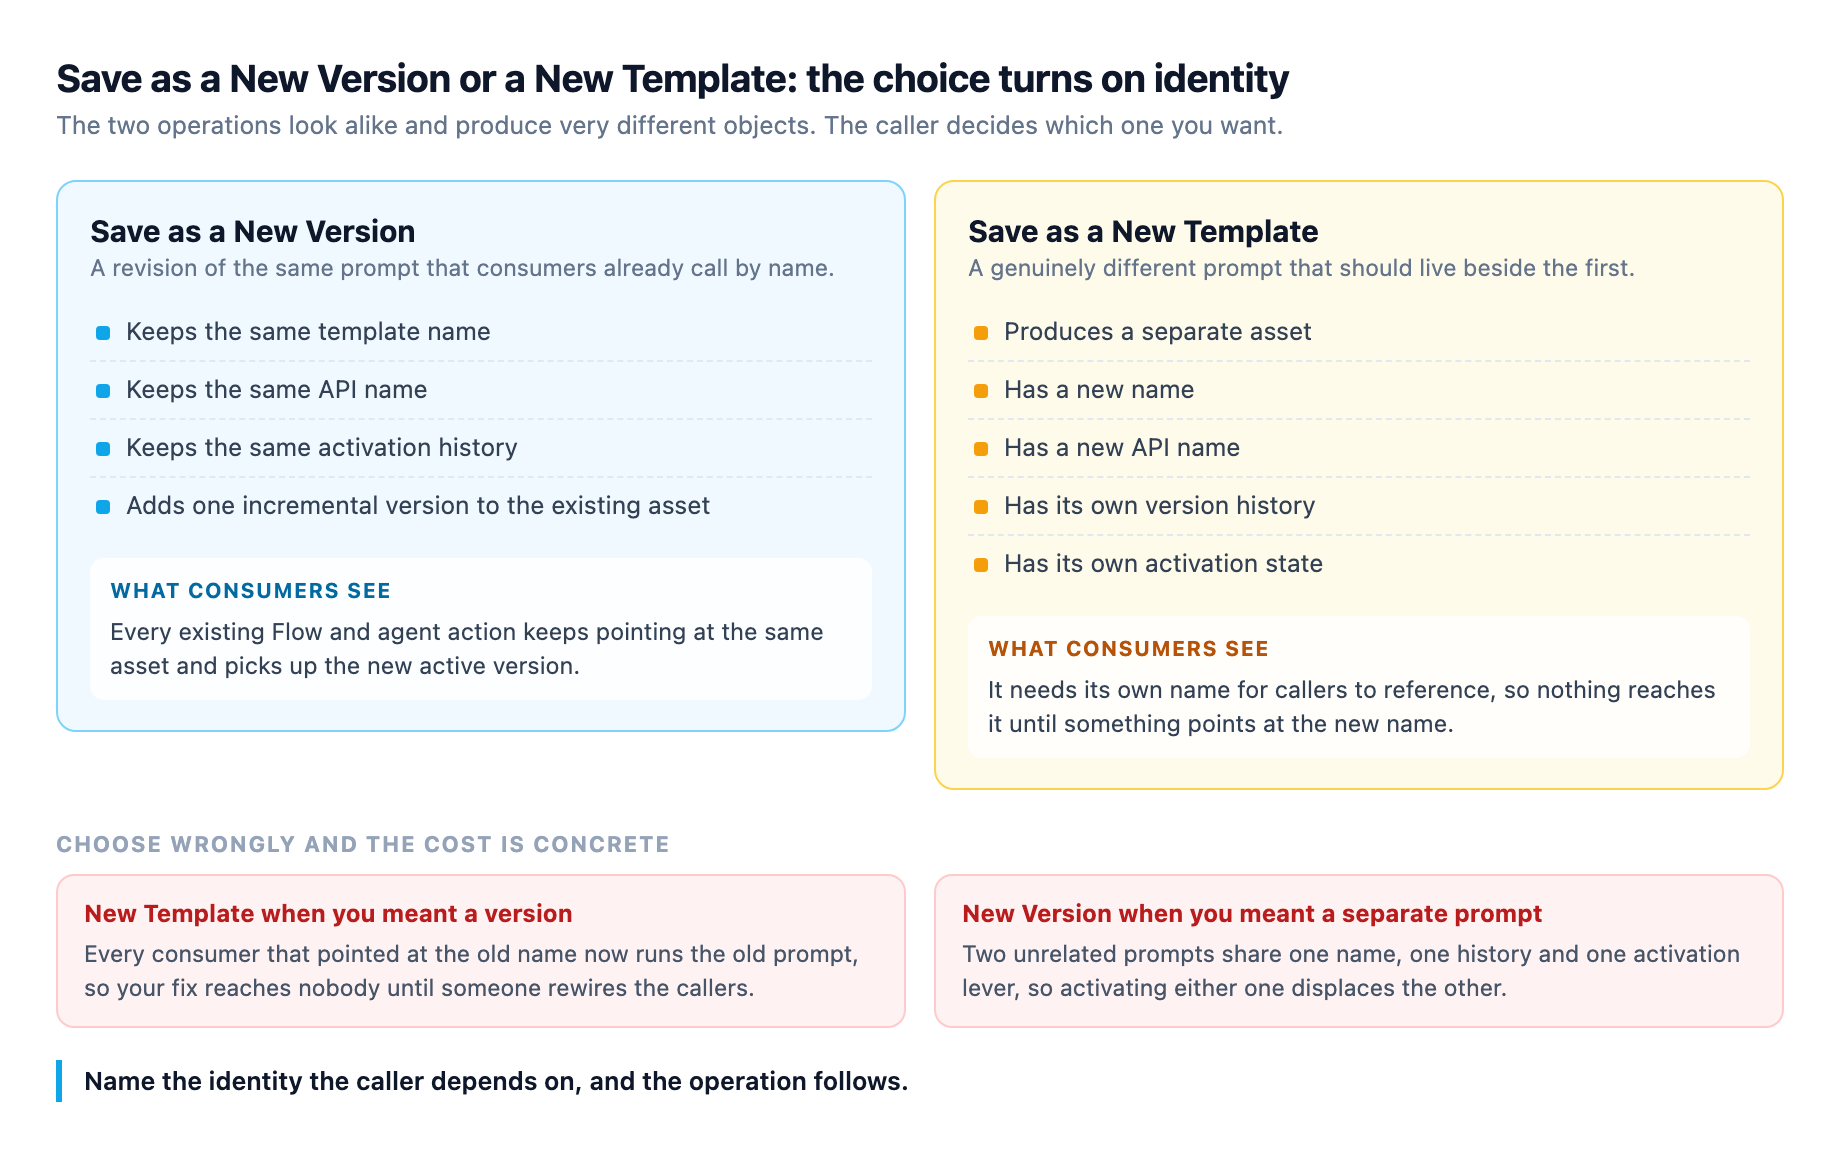 Save as a New Version or a New Template: the choice turns on identity
The two operations look alike and produce very different objects. The caller decides which one you want.
Save as a New Version
A revision of the same prompt that consumers already call by name.
Keeps the same template name
Keeps the same API name
Keeps the same activation history
Adds one incremental version to the existing asset
WHAT CONSUMERS SEE
Every existing Flow and agent action keeps pointing at the same
asset and picks up the new active version.
Save as a New Template
A genuinely different prompt that should live beside the first.
Produces a separate asset
Has a new name
Has a new API name
Has its own version history
Has its own activation state
WHAT CONSUMERS SEE
It needs its own name for callers to reference, so nothing reaches
it until something points at the new name.
CHOOSE WRONGLY AND THE COST IS CONCRETE
New Template when you meant a version
Every consumer that pointed at the old name now runs the old prompt,
so your fix reaches nobody until someone rewires the callers.
New Version when you meant a separate prompt
Two unrelated prompts share one name, one history and one activation
lever, so activating either one displaces the other.
Name the identity the caller depends on, and the operation follows.